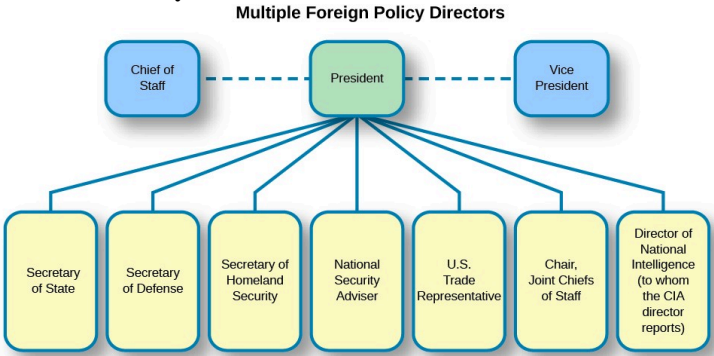 Multiple Foreign Policy Directors
Chief of
Staff
President
Vice
President
Secretary
of State
Secretary
of Defense
Secretary of
Homeland
Security
National
Security
Adviser
U.S.
Trade
Representative
Chair,
Joint Chiefs
of Staff
Director of
National
Intelligence
(to whom
the CIA
director
reports)